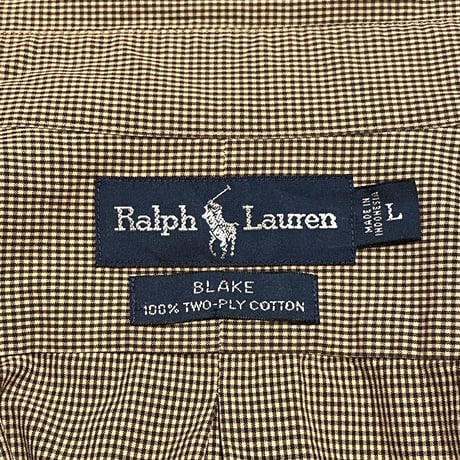 Ralph Lauren
MADE IN
INDONESIA
L
BLAKE
100% TWO-PLY COTTON